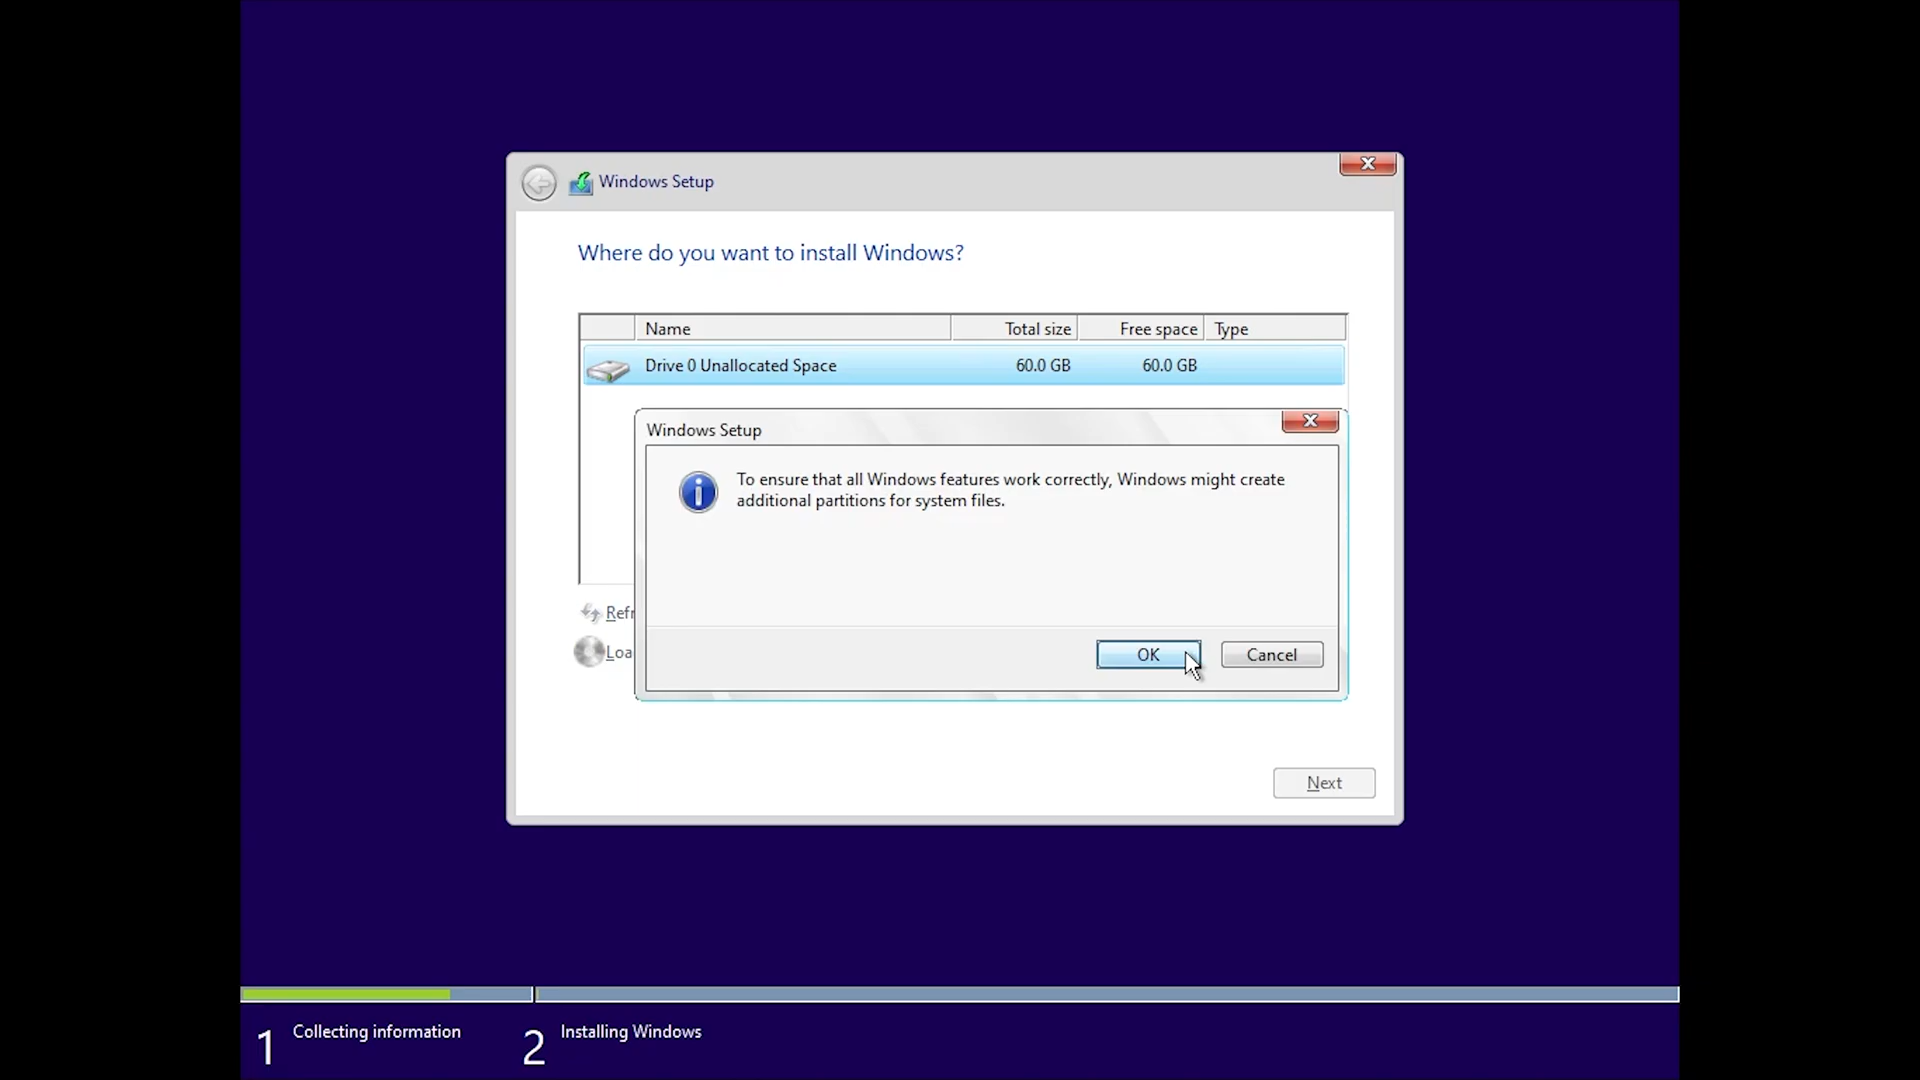 Windows Setup
Where do you want to install Windows?
Name Total size Free space Type
Drive 0 Unallocated Space 60.0 GB 60.0 GB
Windows Setup
To ensure that all Windows features work correctly, Windows might create
additional partitions for system files.
Refr
Loa
OK Cancel
Next
1 Collecting information 2 Installing Windows